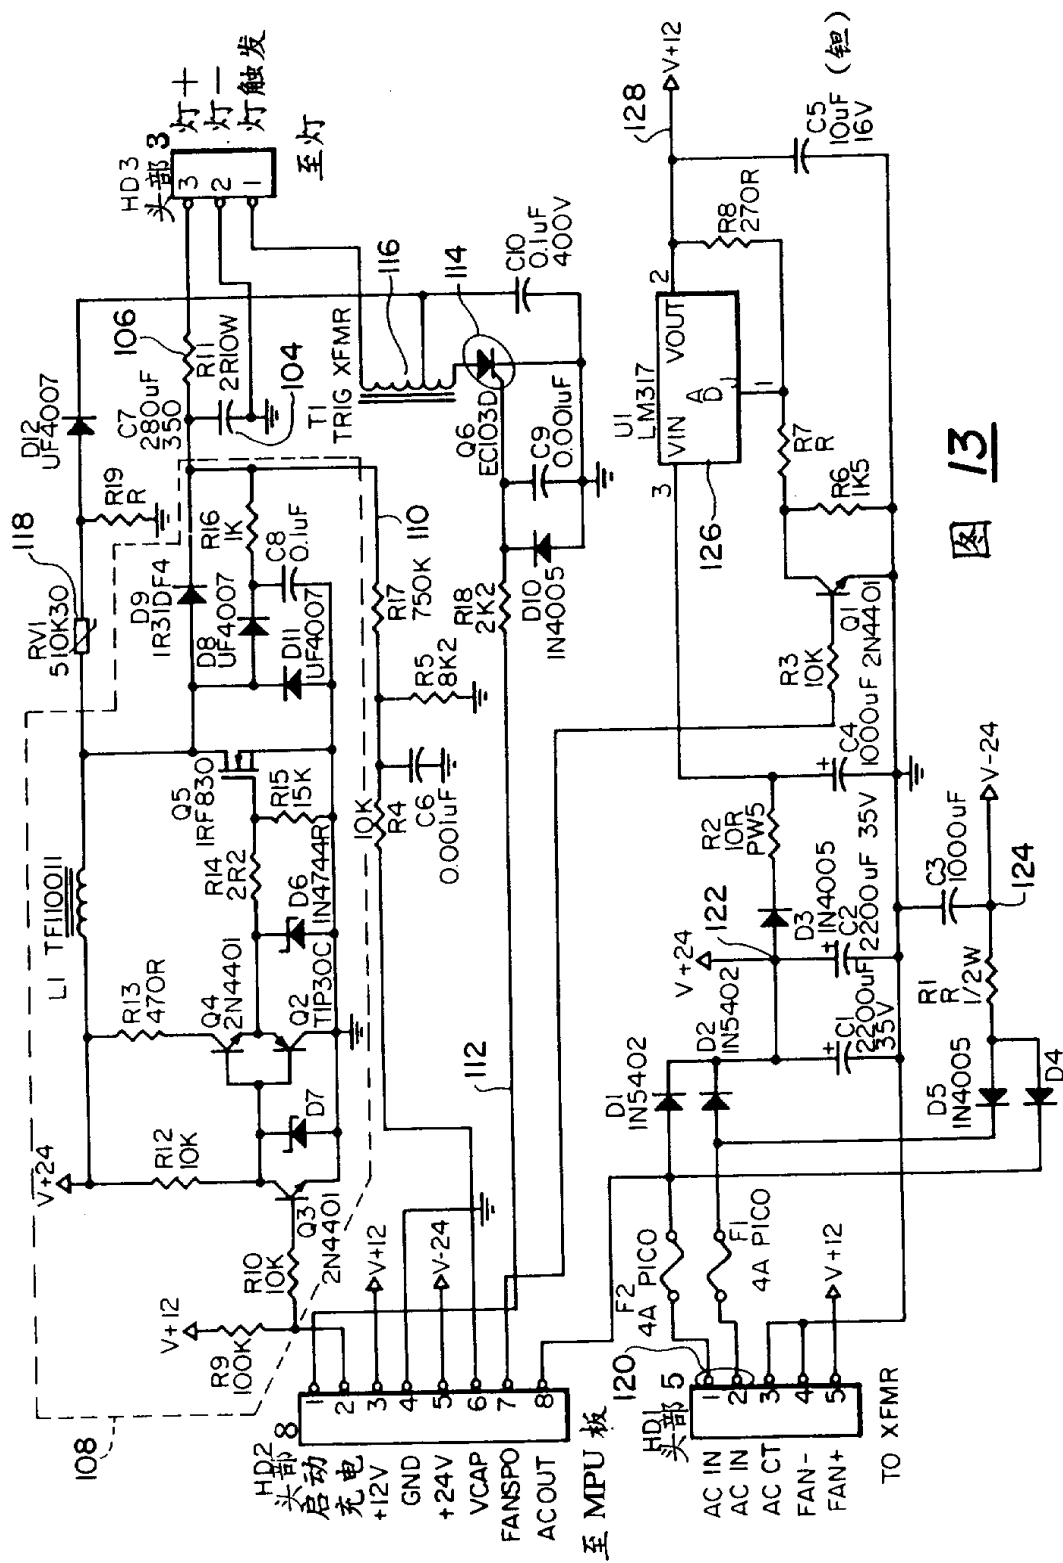 108
V+12
R9
100K
R10
10K
V+24
R12
10K
Q3
2N4401
D7
L1 TF110011
R13
470R
Q4
2N4401
Q2
TIP30C
D6
1N4744R
R14
2R2
R15
15K
Q5
IRF830
RV1
510K30
118
R19
R
D12
UF4007
D9
1R31DF4
D8
UF4007
D11
UF4007
R16
1K
C8
0.1uF
C7
280uF
350
R11
2R10W
106
104
HD3
头部 3
3
2
1
灯+
灯-
灯触发
至灯
T1
TRIG XFMR
116
114
C10
0.1uF
400V
Q6
EC103D
C9
0.001uF
D10
1N4005
R18
2K2
R17
750K
110
R5
8K2
10K
R4
C6
0.001uF
112
V+12
V-24
HD2
头部 8
启动
充电
+12V
GND
+24V
VCAP
FANSPO
ACOUT
1
2
3
4
5
6
7
8
至 MPU 板
HD1
头部 5
AC IN
AC IN
AC CT
FAN-
FAN+
1
2
3
4
5
TO XFMR
120
F2
4A PICO
F1
4A PICO
V+12
D1
1N5402
D2
1N5402
V+24
122
D3
1N4005
C1
2200uF
35V
C2
2200uF 35V
R2
10R
PW5
C4
1000uF
D5
1N4005
D4
R1
R
1/2W
C3
1000uF
124
V-24
R3
10K
Q1
2N4401
R6
1K5
R7
R
U1
LM317
VIN
VOUT
A
D
J
3
2
1
126
R8
270R
128
V+12
C5
10uF
16V
(钽)
图 13